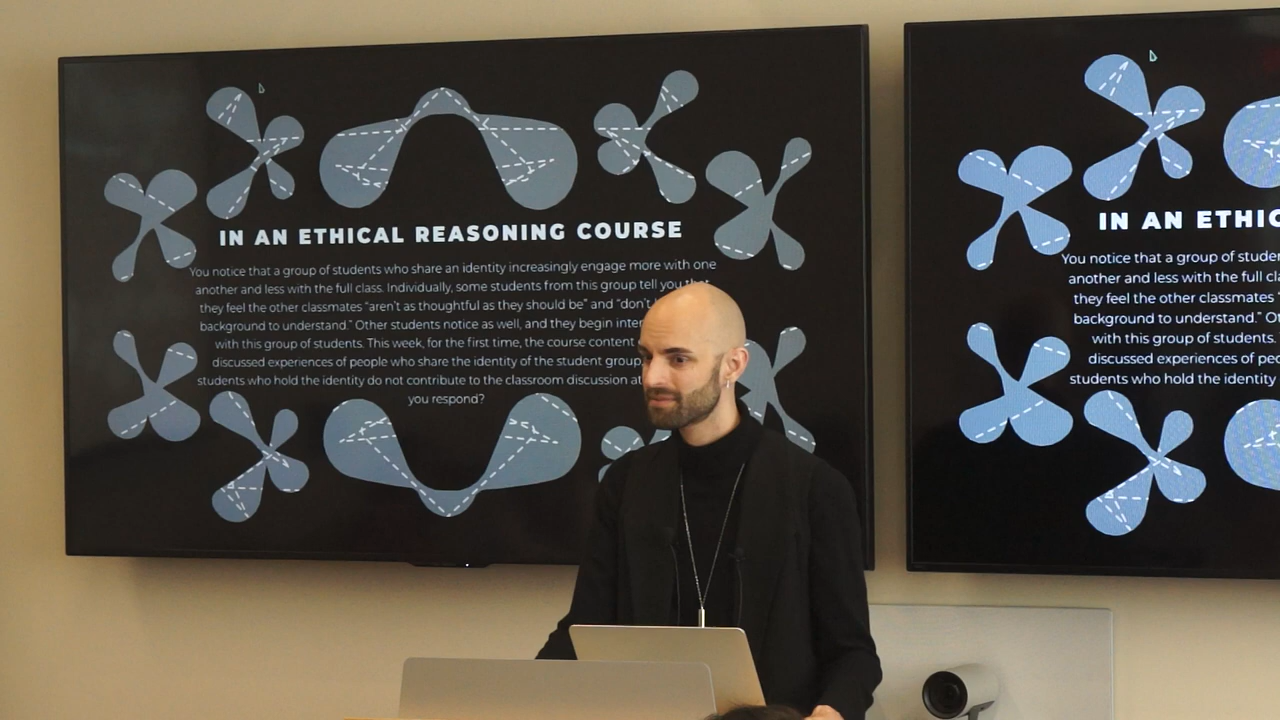 IN AN ETHICAL REASONING COURSE
You notice that a group of students who share an identity increasingly engage more with one
another and less with the full class. Individually, some students from this group tell you that
they feel the other classmates "aren't as thoughtful as they should be" and "don't
background to understand." Other students notice as well, and they begin
with this group of students. This week, for the first time, the course content
discussed experiences of people who share the identity of the student group
students who hold the identity do not contribute to the classroom discussion
you respond?
IN AN
You notice that a group of
another and less with the full
they feel the other classmates
background to understand."
with this group of students.
discussed experiences of
students who hold the identity